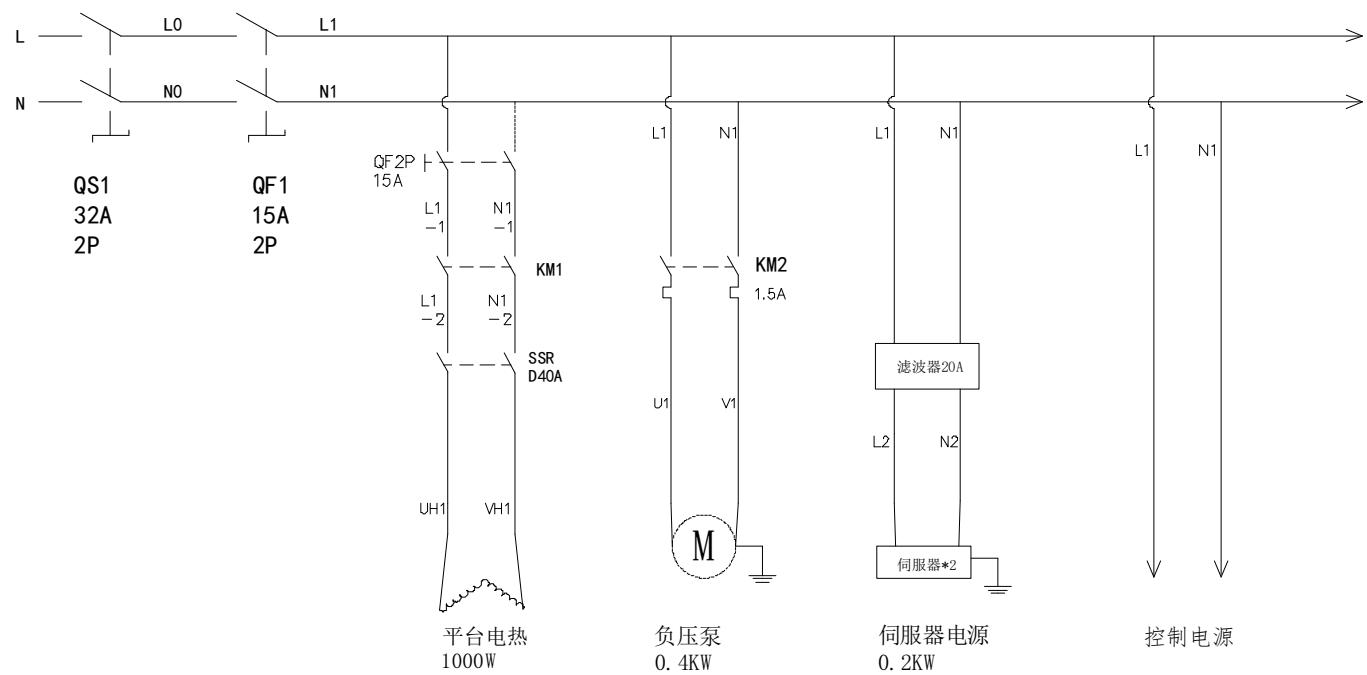 L
L0
L1
N
N0
N1
QS1
32A
2P
QF1
15A
2P
QF2P
15A
L1
-1
N1
-1
KM1
L1
-2
N1
-2
SSR
D40A
UH1
VH1
平台电热
1000W
L1
N1
KM2
1.5A
U1
V1
M
负压泵
0.4KW
L1
N1
滤波器20A
L2
N2
伺服器*2
伺服器电源
0.2KW
L1
N1
控制电源